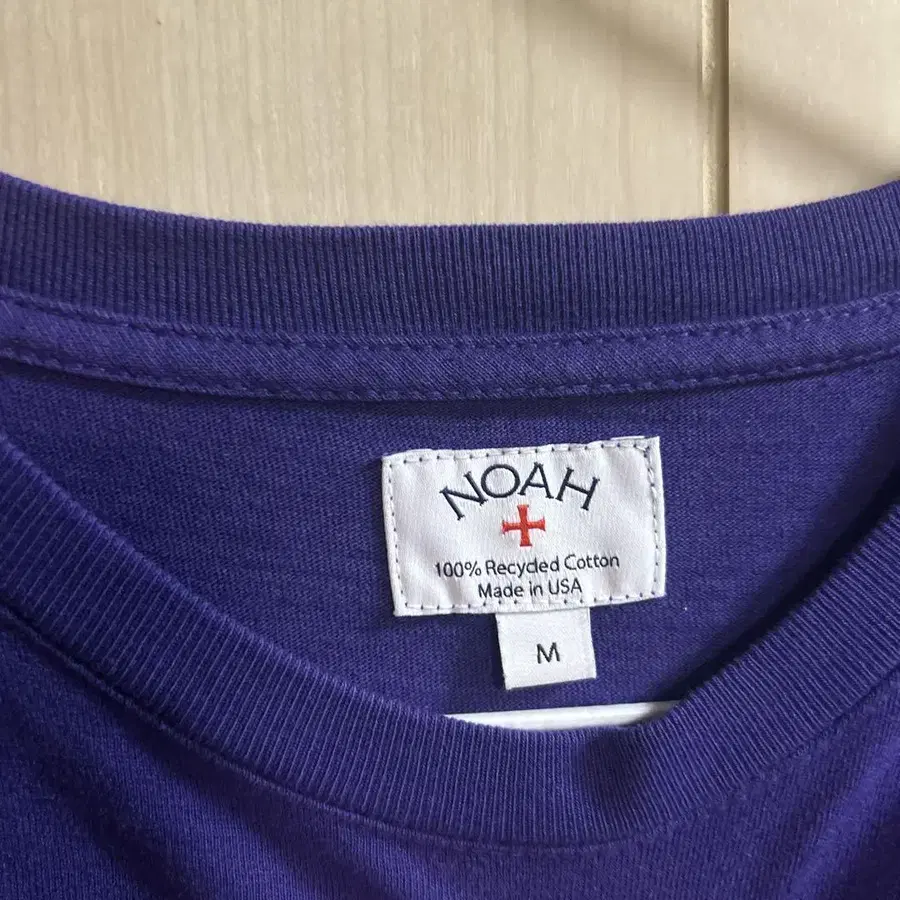 NOAH
100% Recycled Cotton
Made in USA
M